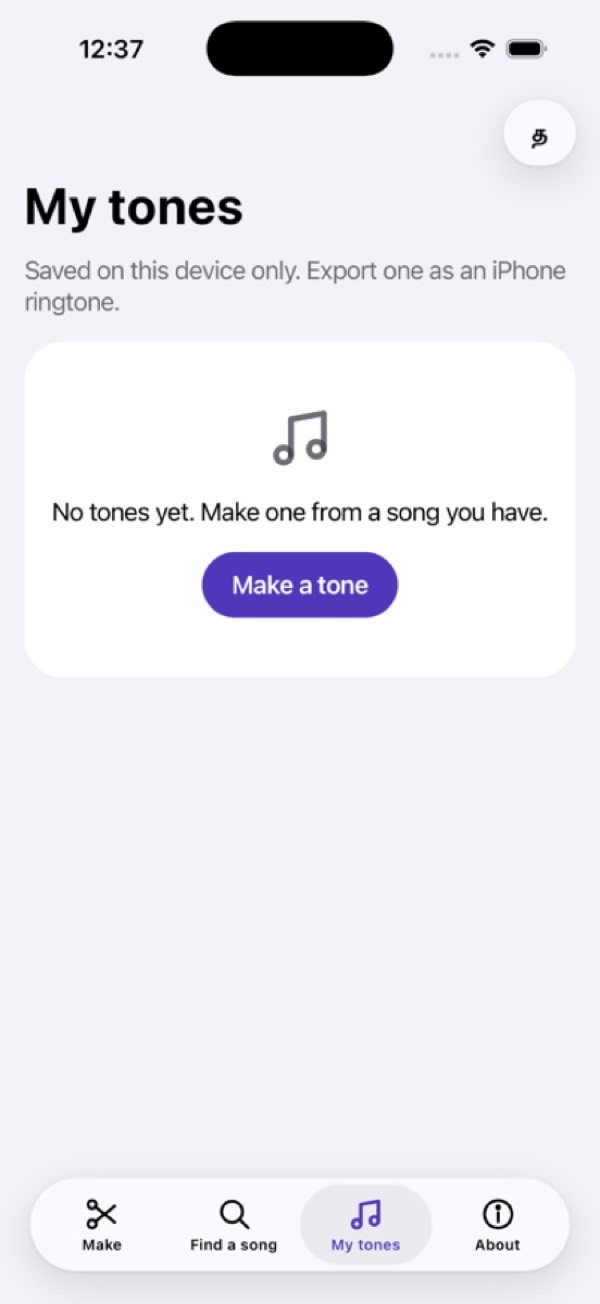 12:37
த
My tones
Saved on this device only. Export one as an iPhone
ringtone.
No tones yet. Make one from a song you have.
Make a tone
Make
Find a song
My tones
About